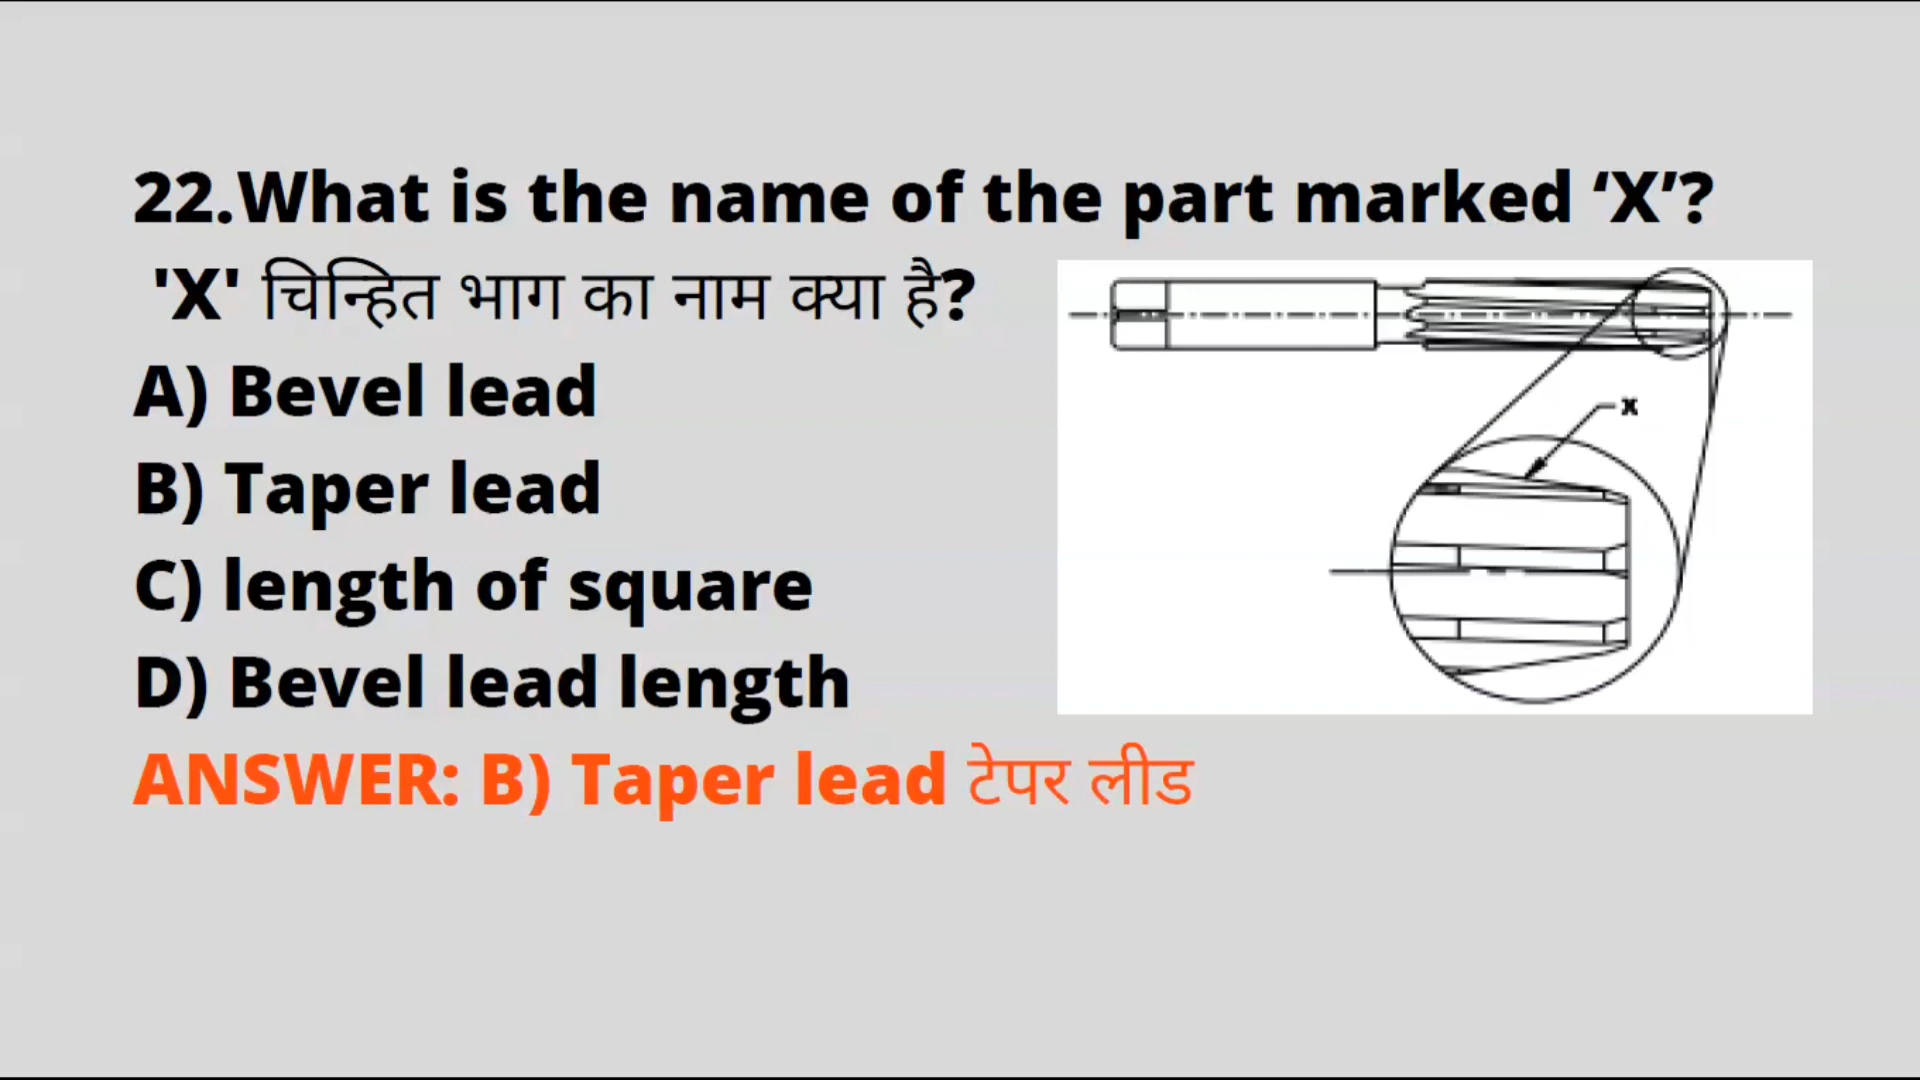 22.What is the name of the part marked ‘X’?
'X' चिन्हित भाग का नाम क्या है?
A) Bevel lead
B) Taper lead
C) length of square
D) Bevel lead length
ANSWER: B) Taper lead टेपर लीड
X